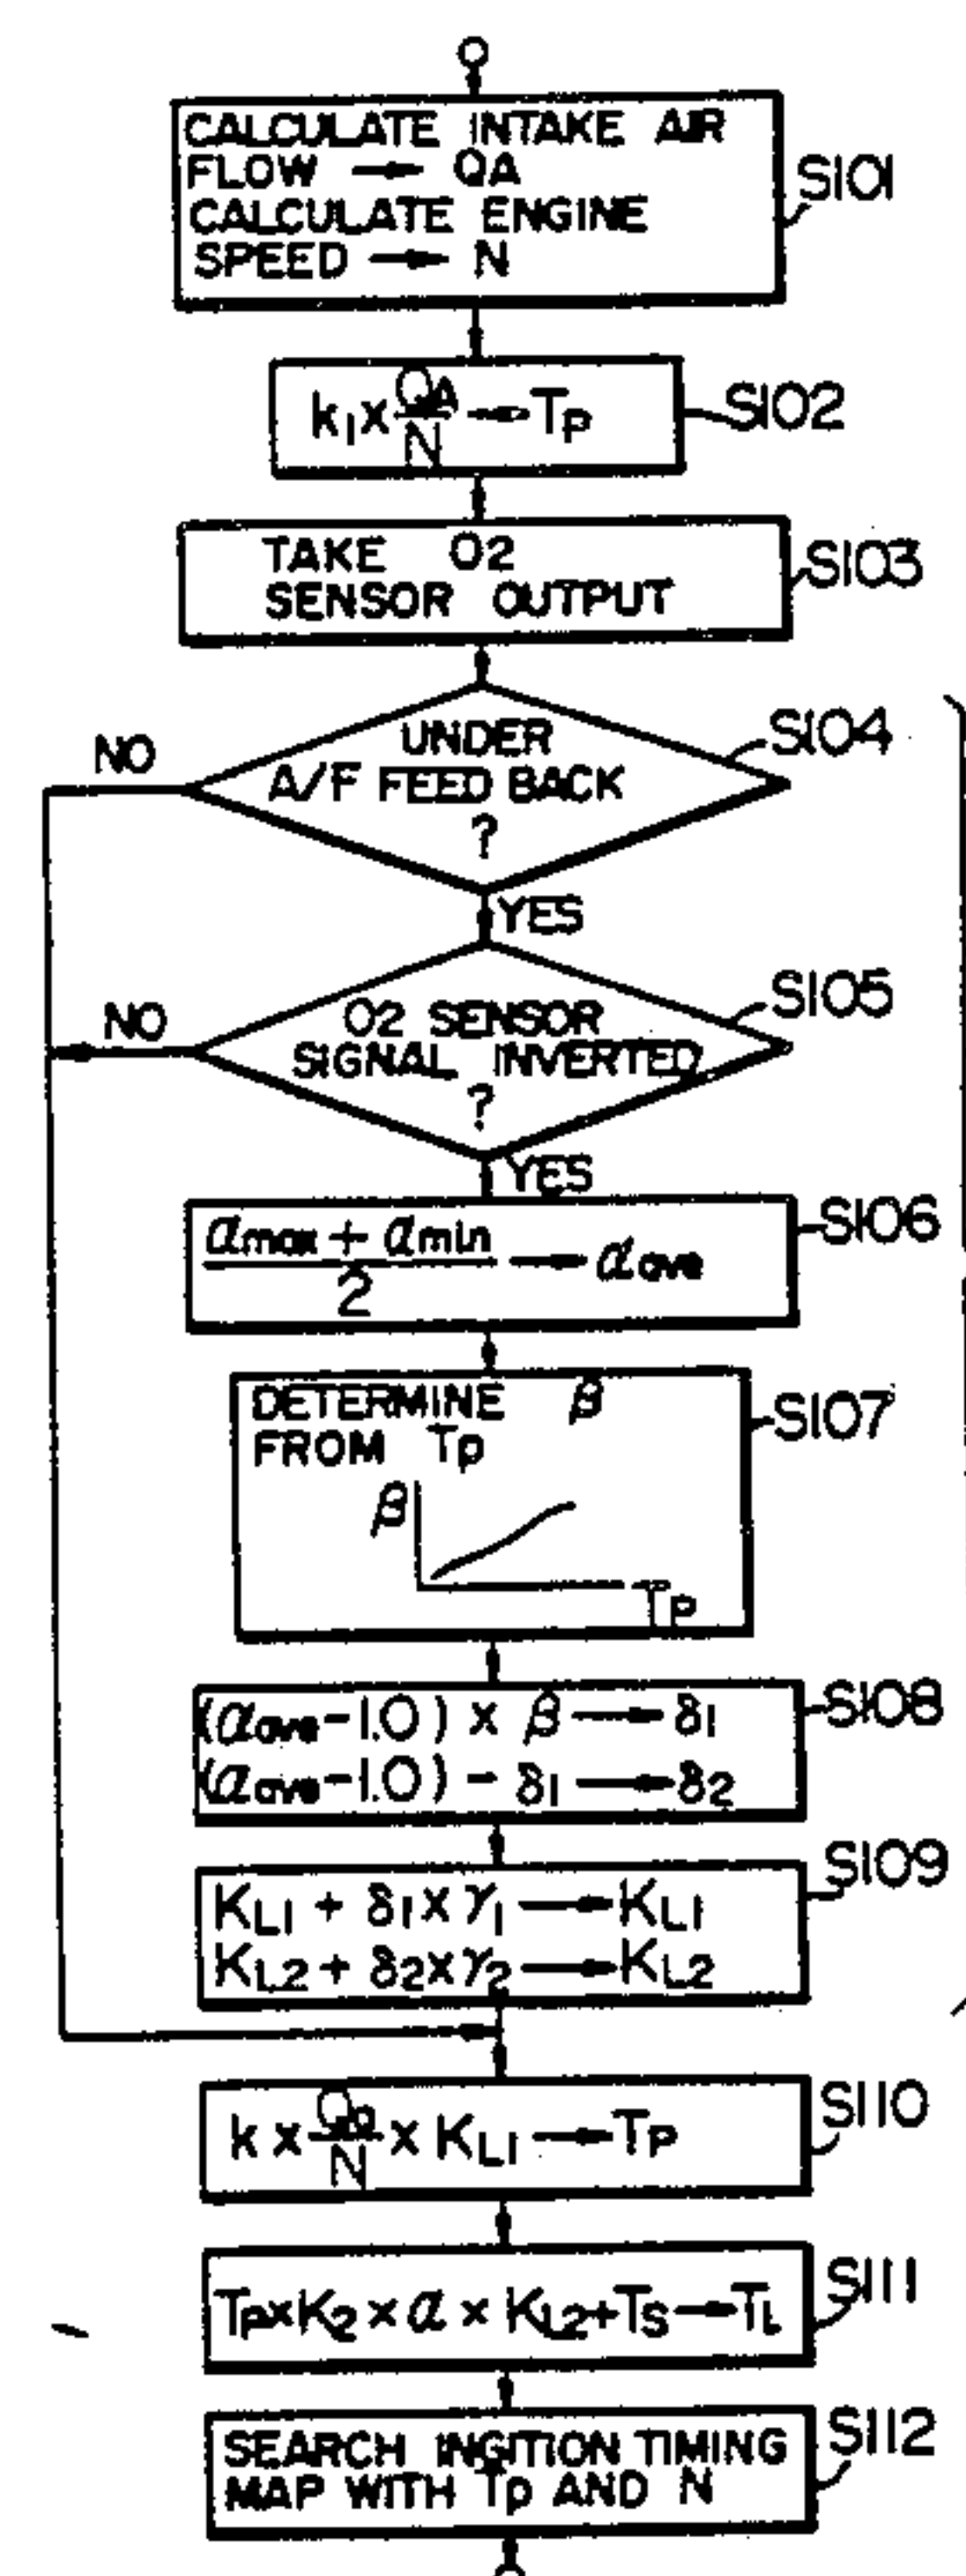 CALCULATE INTAKE AIR
FLOW → QA
CALCULATE ENGINE
SPEED → N
S101
k1 x QA/N → TP
S102
TAKE O2
SENSOR OUTPUT
S103
UNDER
A/F FEED BACK
?
S104
NO
YES
O2 SENSOR
SIGNAL INVERTED
?
S105
NO
YES
αmax + αmin / 2 → αave
S106
DETERMINE β
FROM Tp
β
TP
S107
(αave-1.0) x β → δ1
(αave-1.0) - δ1 → δ2
S108
KL1 + δ1 x γ1 → KL1
KL2 + δ2 x γ2 → KL2
S109
k x Qa/N x KL1 → TP
S110
TP x K2 x α x KL2 + TS → TL
S111
SEARCH INGITION TIMING
MAP WITH Tp AND N
S112